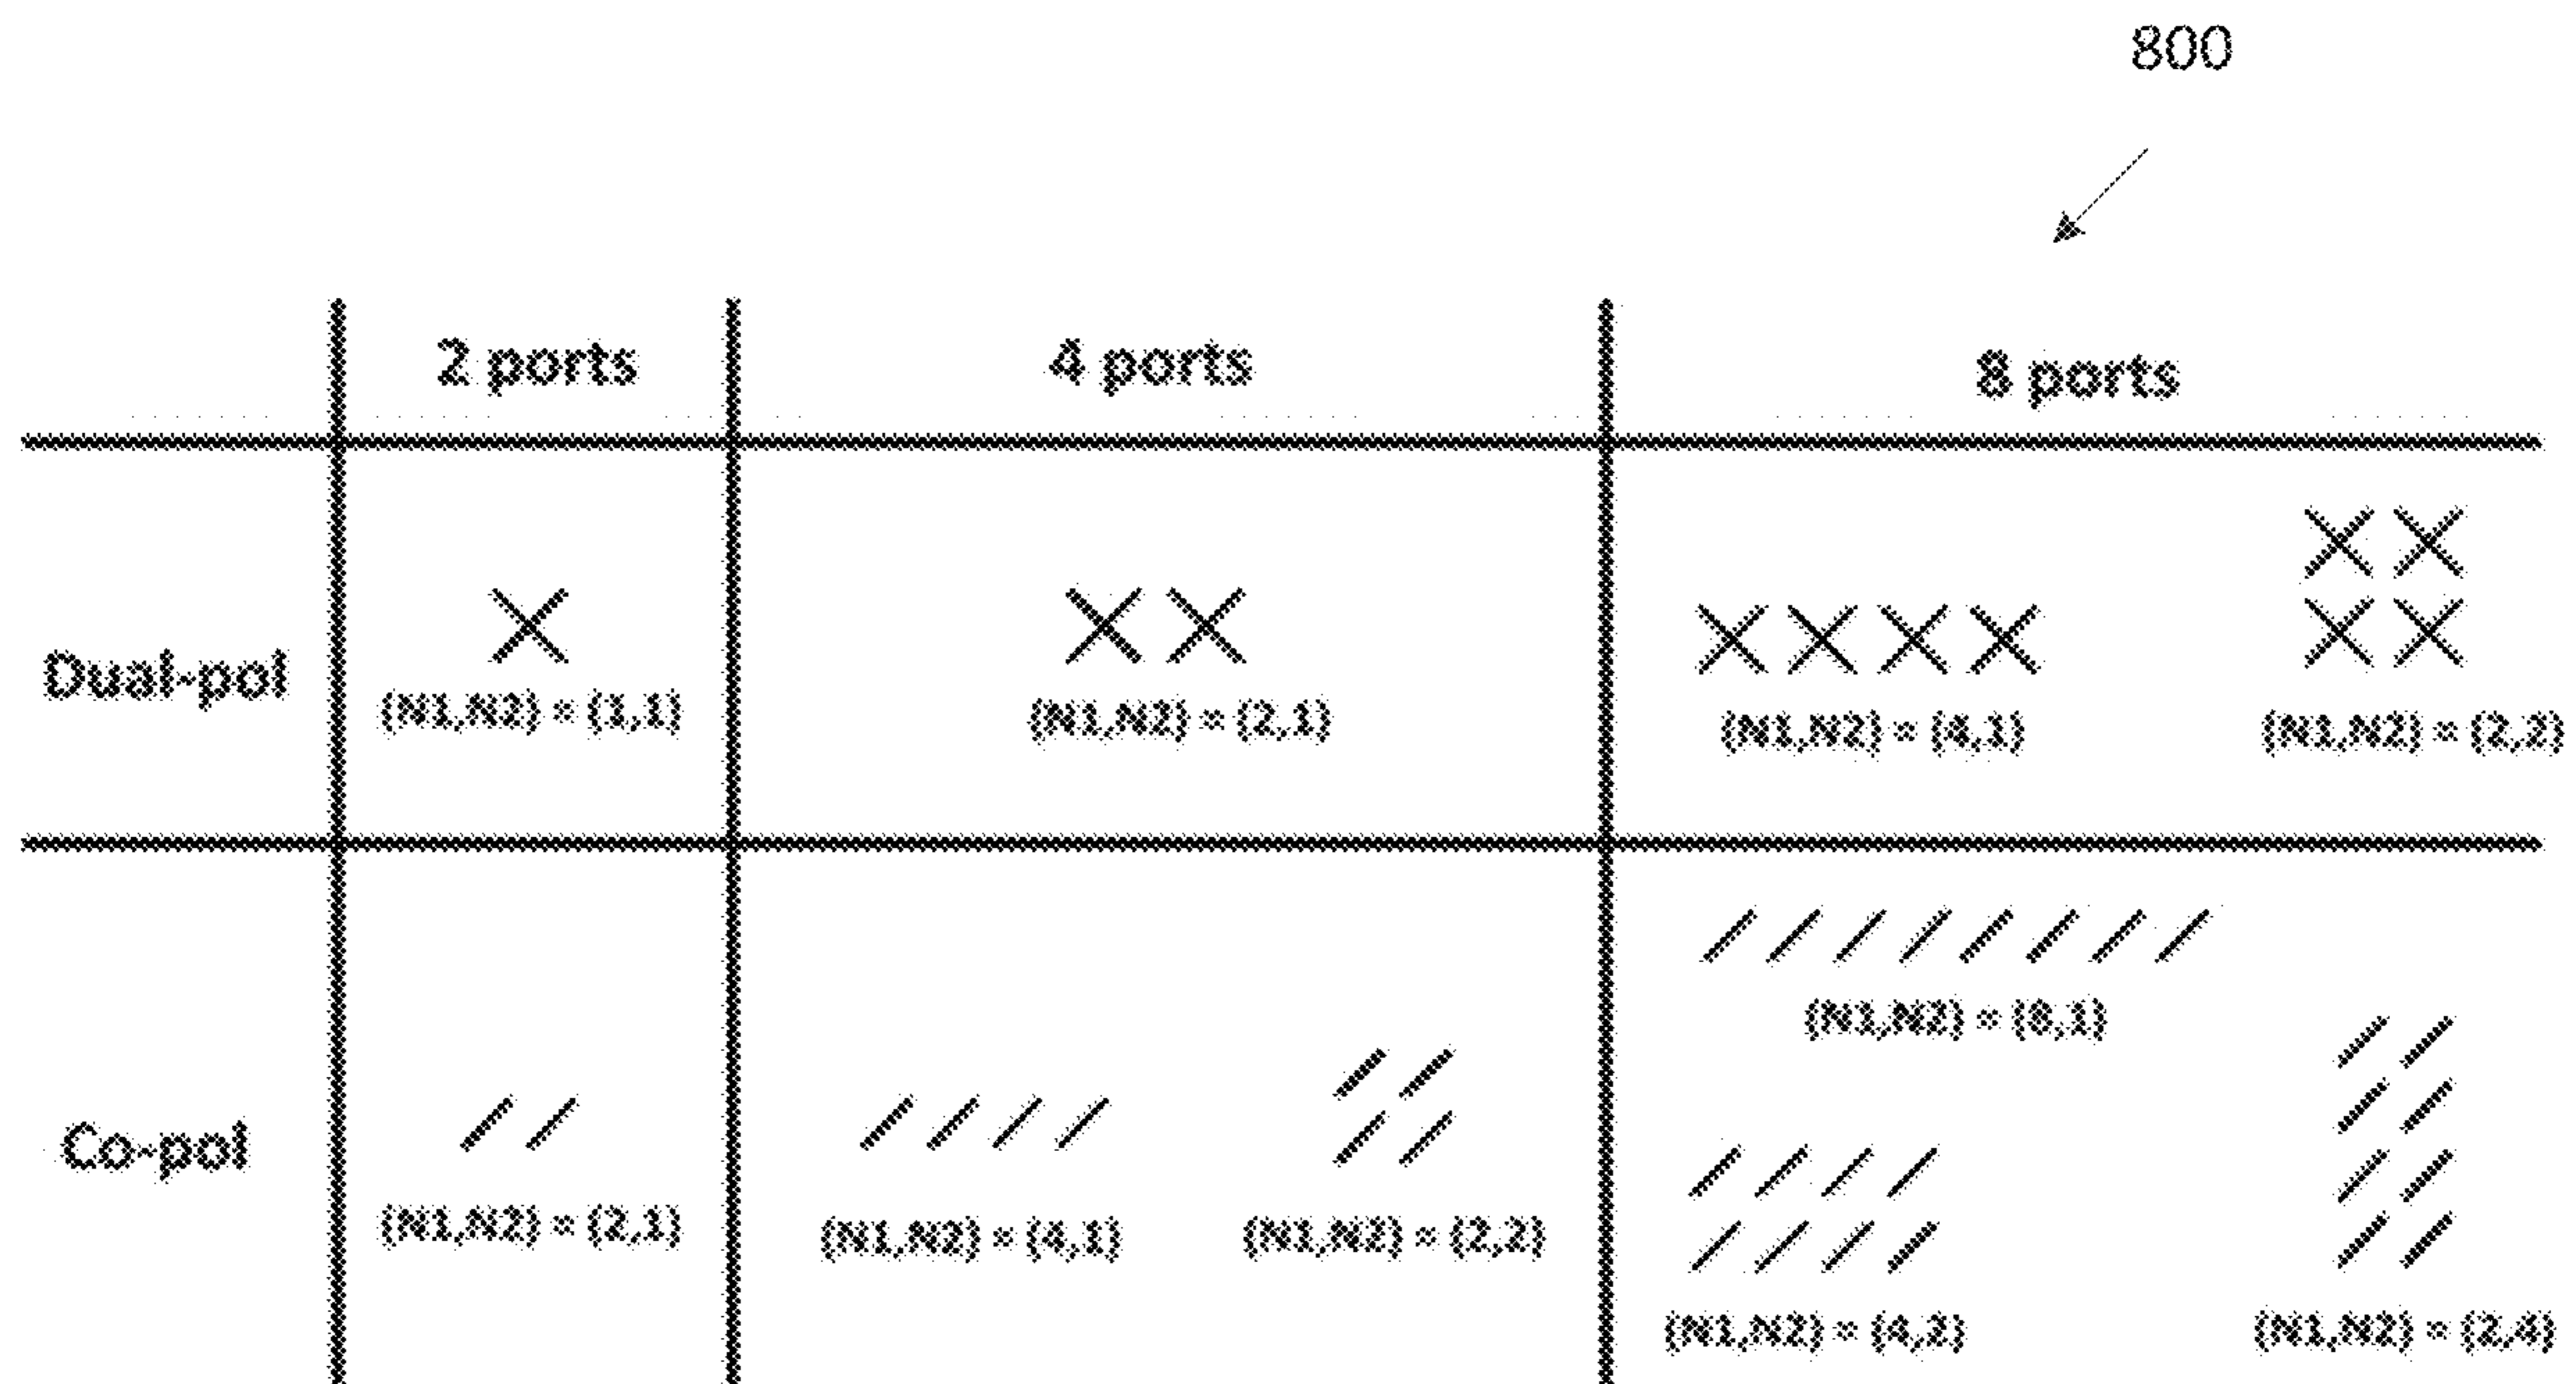 800
2 ports
4 ports
8 ports
Dual-pol
(N1,N2) = (1,1)
(N1,N2) = (2,1)
(N1,N2) = (4,1)
(N1,N2) = (2,2)
Co-pol
(N1,N2) = (2,1)
(N1,N2) = (4,1)
(N1,N2) = (2,2)
(N1,N2) = (8,1)
(N1,N2) = (4,2)
(N1,N2) = (2,4)